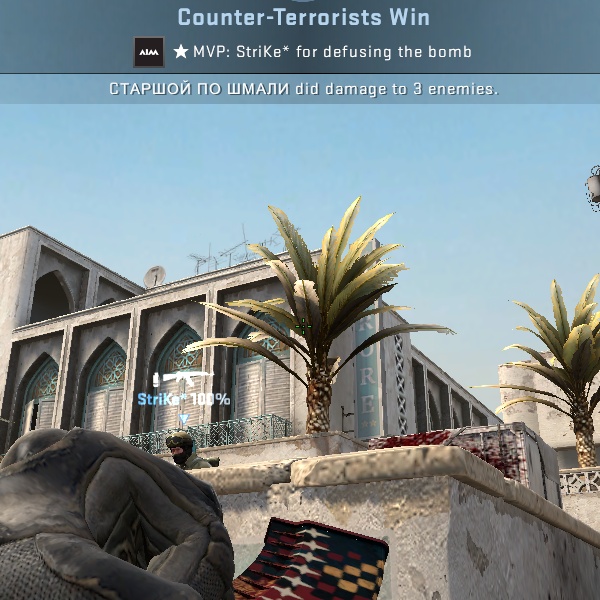 Counter-Terrorists Win
AIM ★ MVP: StriKe* for defusing the bomb
СТАРШОЙ ПО ШМАЛИ did damage to 3 enemies.
StriKe* 100%